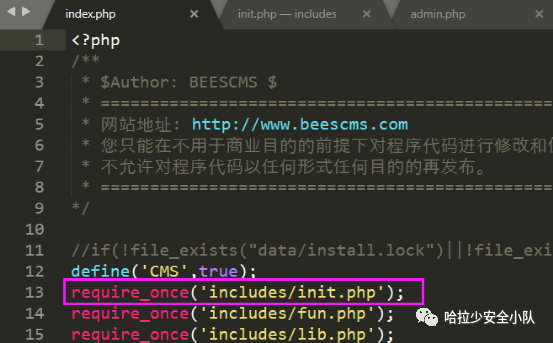 index.php × init.php — includes × admin.php ×
1 <?php
2 /**
3 * $Author: BEESCMS $
4 * ============================================
5 * 网站地址: http://www.beescms.com
6 * 您只能在不用于商业目的的前提下对程序代码进行修改和
7 * 不允许对程序代码以任何形式任何目的的再发布。
8 * ============================================
9 */
10
11 //if(!file_exists("data/install.lock")||!file_exi
12 define('CMS',true);
13 require_once('includes/init.php');
14 require_once('includes/fun.php');
15 require_once('includes/lib.php');
哈拉少安全小队